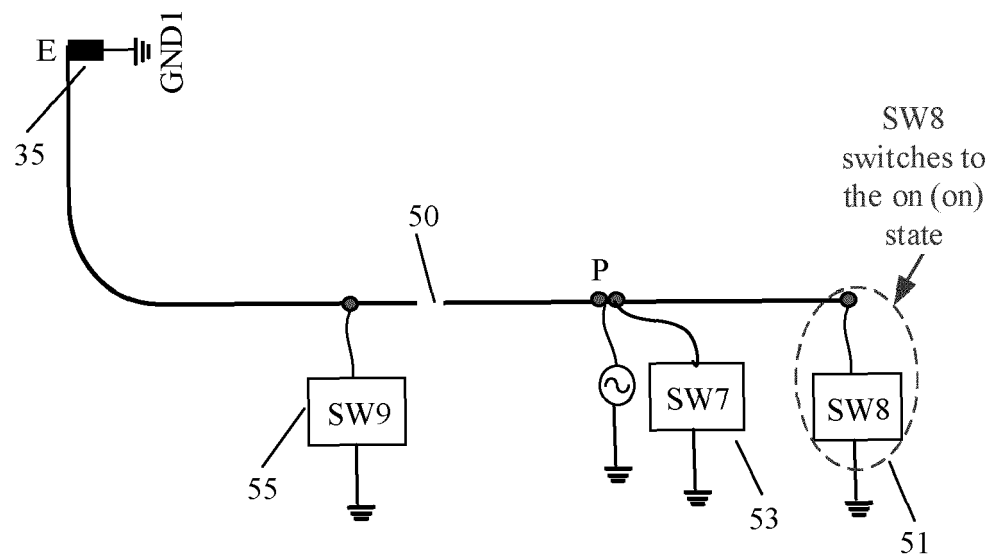 E
GND1
35
SW8
switches to
the on (on)
state
50
P
SW9
SW7
SW8
55
53
51